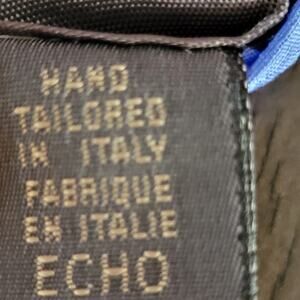 HAND
TAILORED
IN ITALY
FABRIQUE
EN ITALIE
ECHO